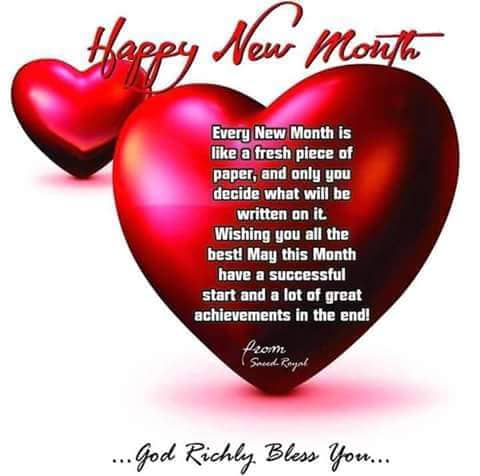 Happy New Month
Every New Month is
like a fresh piece of
paper, and only you
decide what will be
written on it.
Wishing you all the
best! May this Month
have a successful
start and a lot of great
achievements in the end!
from
Saeed Royal
...God Richly Bless You...